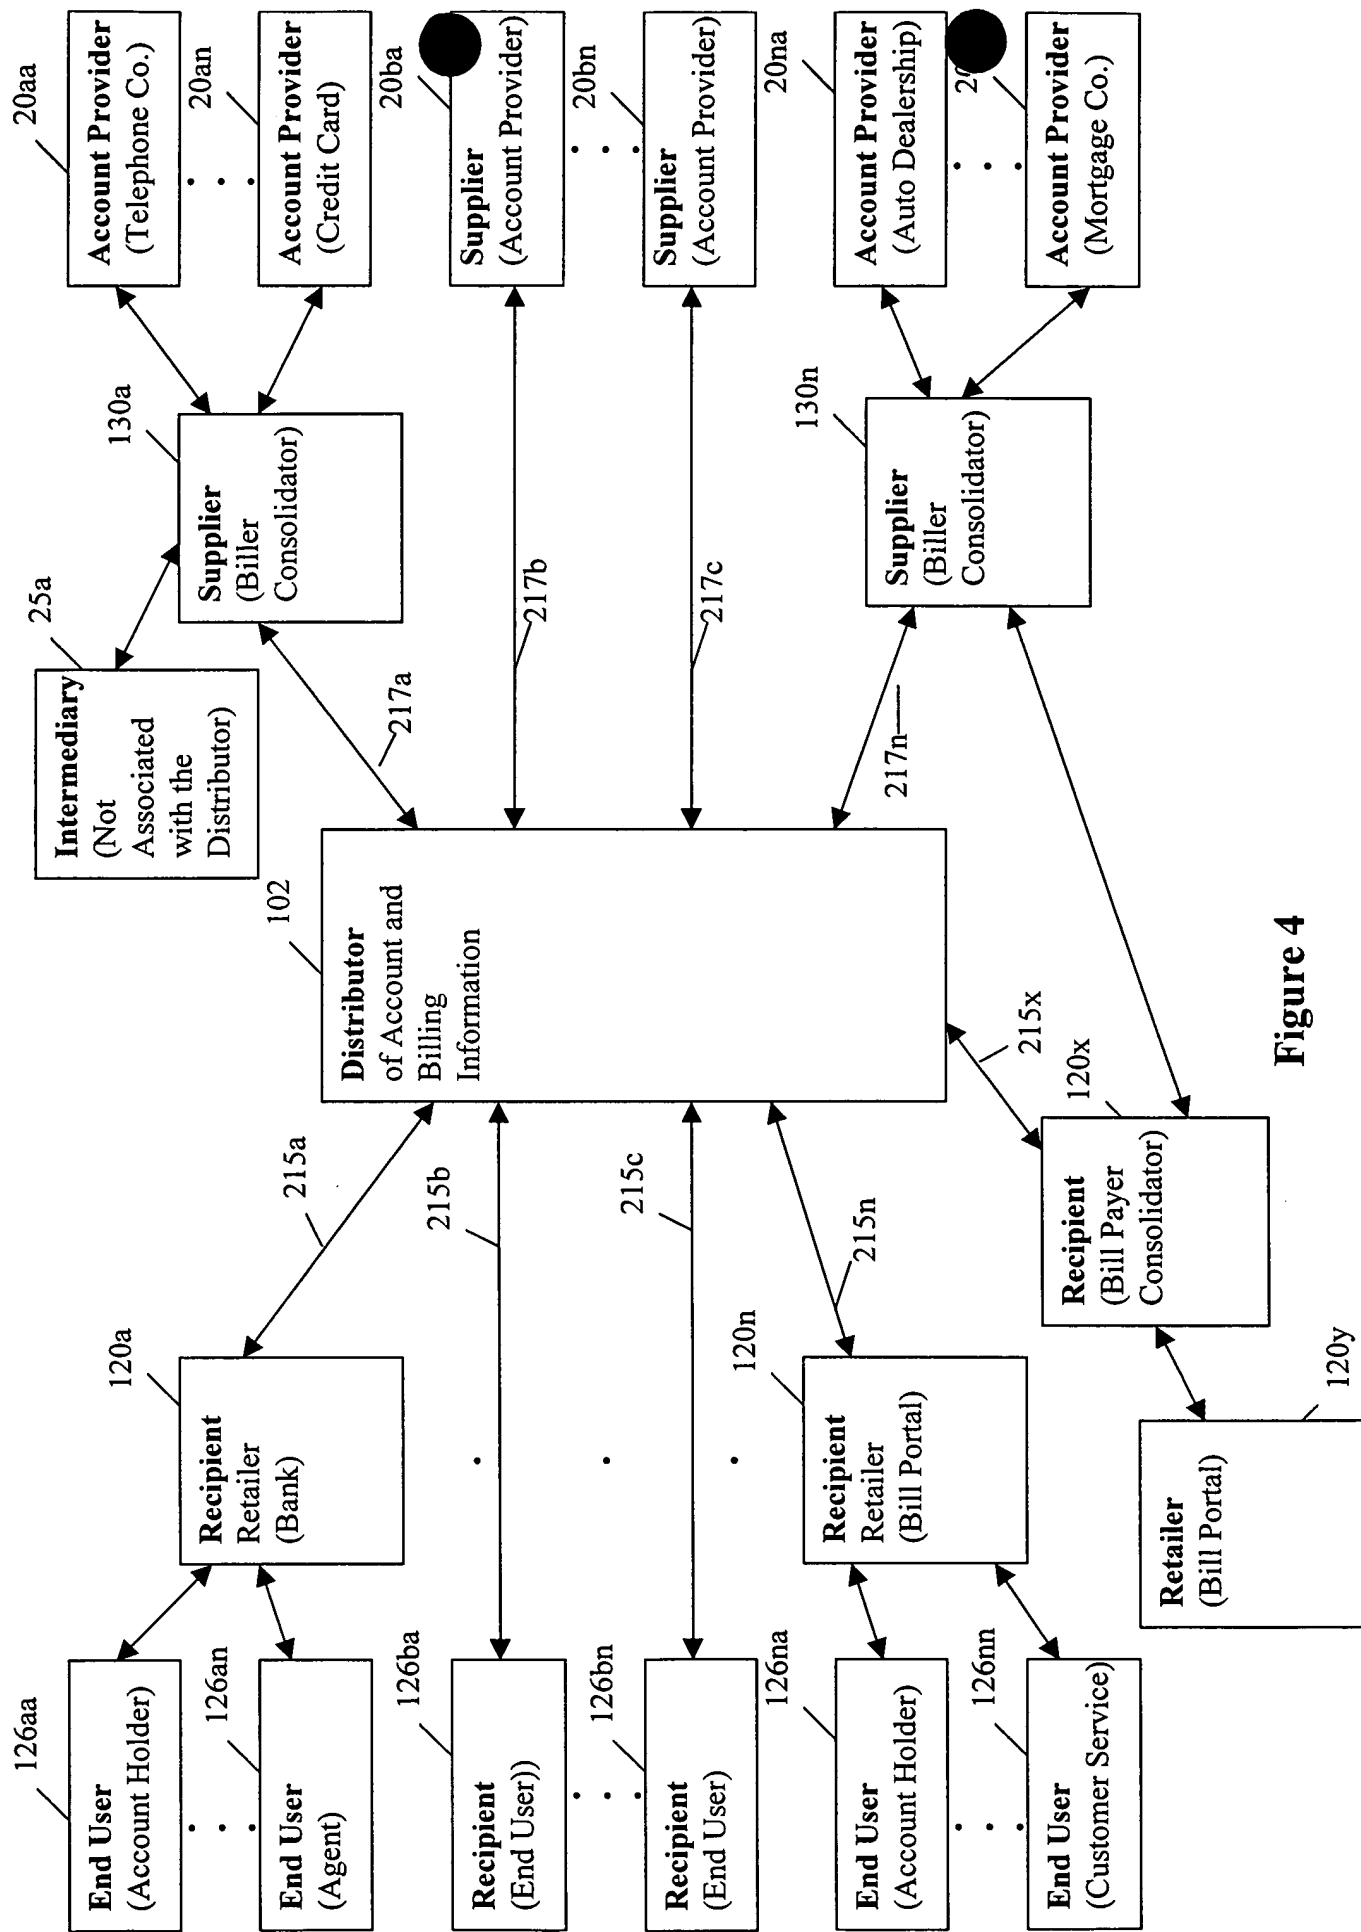 126aa
End User
(Account Holder)
126an
End User
(Agent)
126ba
Recipient
(End User))
126bn
Recipient
(End User)
126na
End User
(Account Holder)
126nn
End User
(Customer Service)
120a
Recipient
Retailer
(Bank)
120n
Recipient
Retailer
(Bill Portal)
120y
Retailer
(Bill Portal)
120x
Recipient
(Bill Payer
Consolidator)
215a
215b
215c
215n
215x
102
Distributor
of Account and
Billing
Information
25a
Intermediary
(Not
Associated
with the
Distributor)
217a
217b
217c
217n
130a
Supplier
(Biller
Consolidator)
130n
Supplier
(Biller
Consolidator)
20aa
Account Provider
(Telephone Co.)
20an
Account Provider
(Credit Card)
20ba
Supplier
(Account Provider)
20bn
Supplier
(Account Provider)
20na
Account Provider
(Auto Dealership)
Account Provider
(Mortgage Co.)
Figure 4